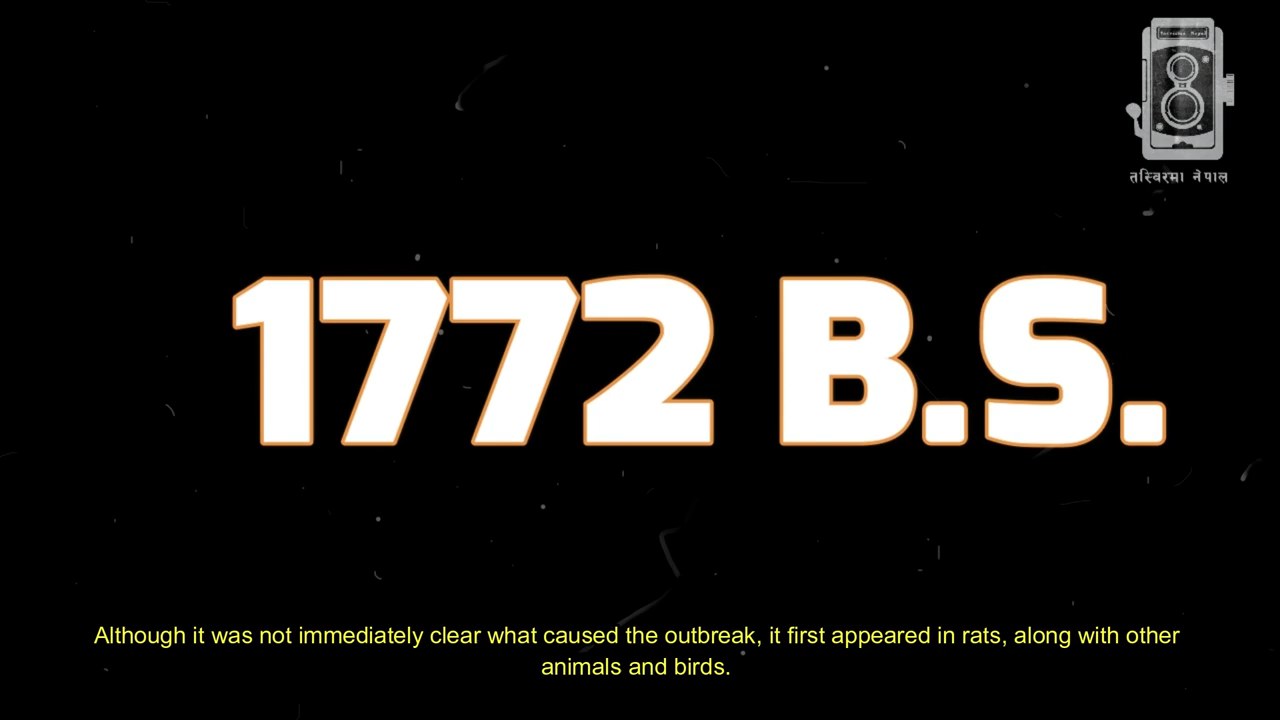 तस्विरमा नेपाल
1772 B.S.
Although it was not immediately clear what caused the outbreak, it first appeared in rats, along with other
animals and birds.